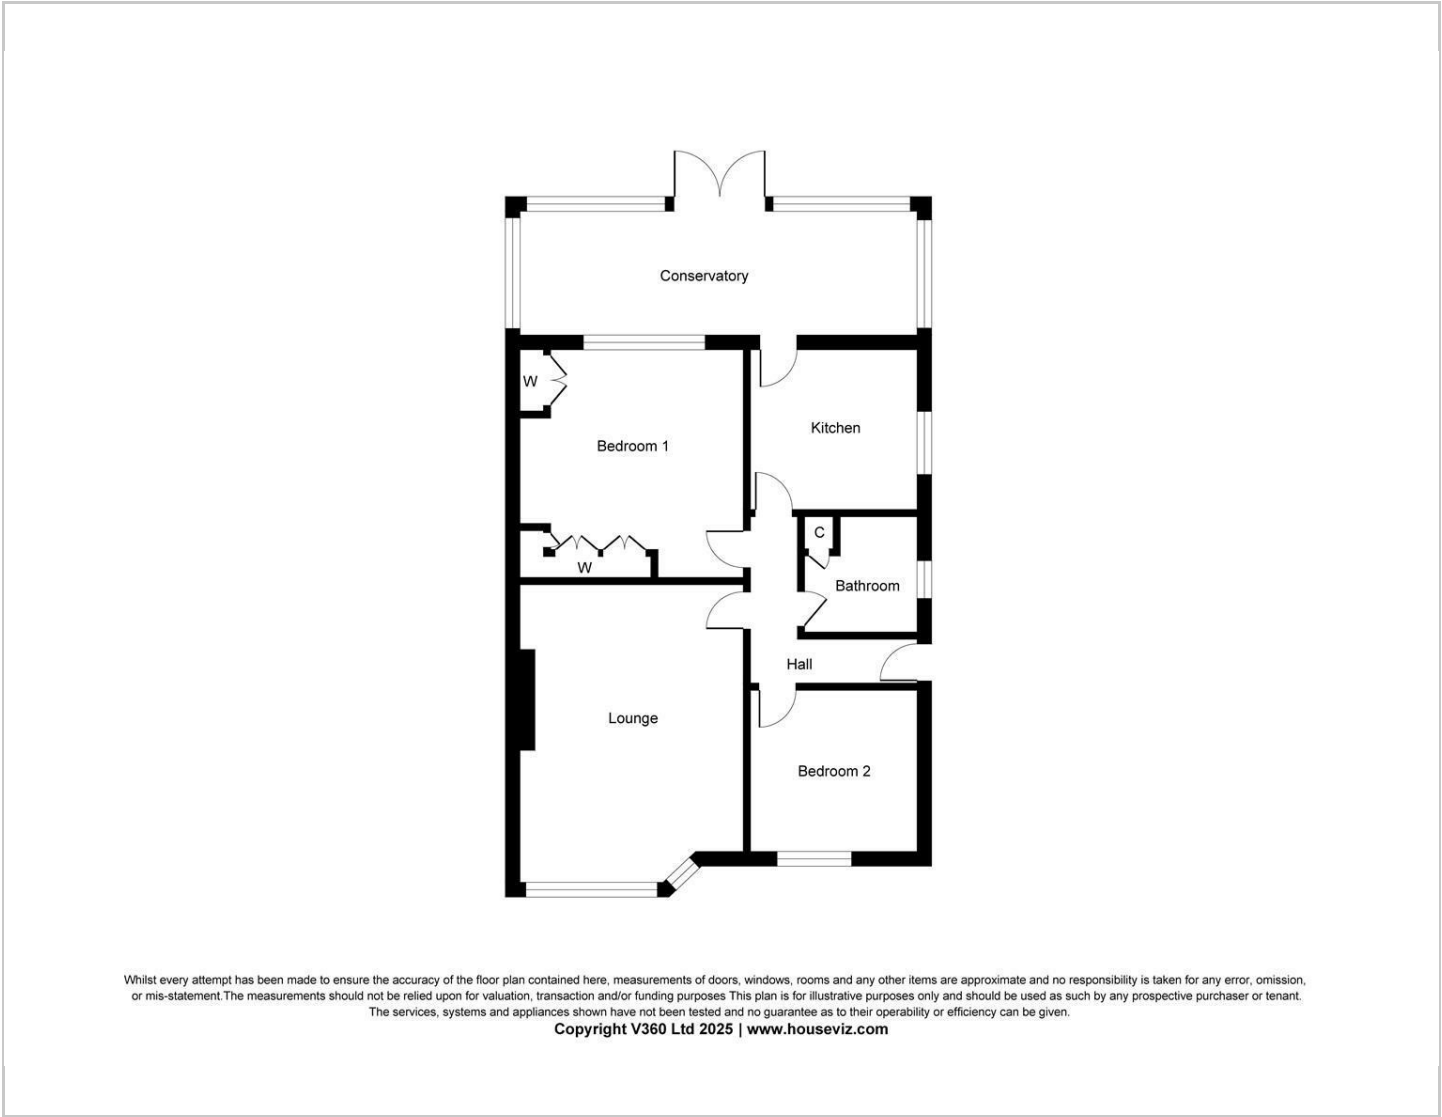 Conservatory
W
Bedroom 1
Kitchen
C
W
Bathroom
Hall
Lounge
Bedroom 2
Whilst every attempt has been made to ensure the accuracy of the floor plan contained here, measurements of doors, windows, rooms and any other items are approximate and no responsibility is taken for any error, omission,
or mis-statement.The measurements should not be relied upon for valuation, transaction and/or funding purposes This plan is for illustrative purposes only and should be used as such by any prospective purchaser or tenant.
The services, systems and appliances shown have not been tested and no guarantee as to their operability or efficiency can be given.
Copyright V360 Ltd 2025 | www.houseviz.com